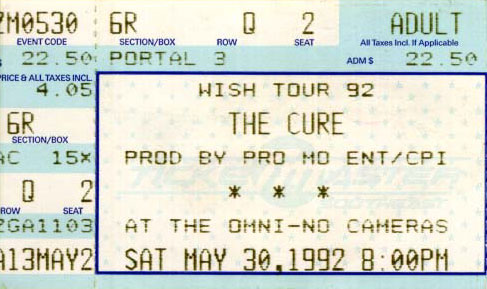 ZM0530 6R Q 2 ADULT
EVENT CODE SECTION/BOX ROW SEAT All Taxes Incl. If Applicable
$ 22.50 PORTAL 3 ADM $ 22.50
PRICE & ALL TAXES INCL.
4.05 WISH TOUR 92
6R THE CURE
SECTION/BOX
AC 15X PROD BY PRO MO ENT/CPI
TICKETMASTER
Q 2 * * *
ROW SEAT
ZGA1103 AT THE OMNI-NO CAMERAS
A13MAY2 SAT MAY 30,1992 8:00PM